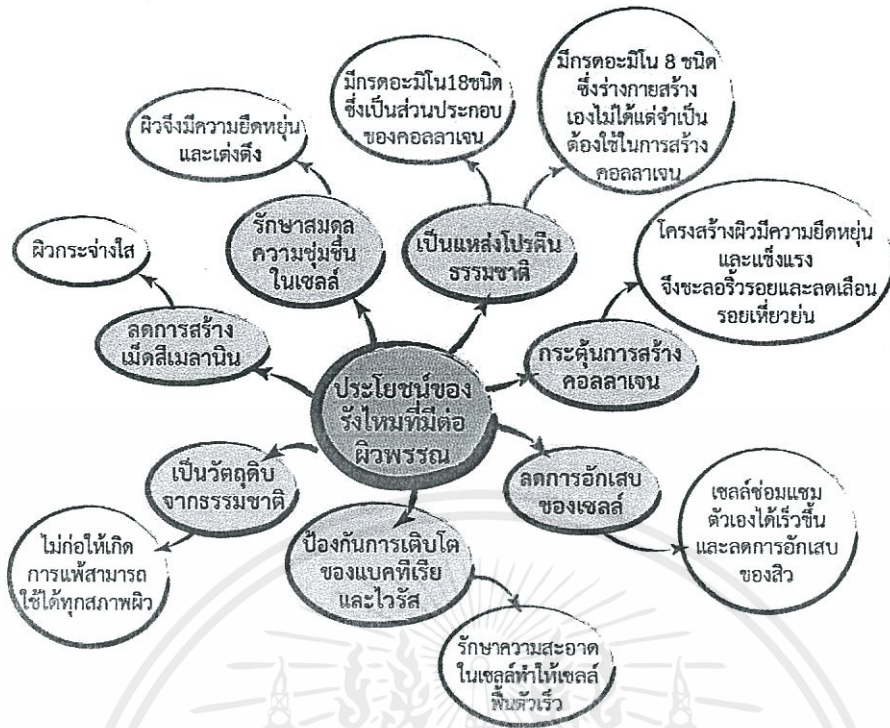 ประโยชน์ของ
รังไหมที่มีต่อ
ผิวพรรณ
เป็นแหล่งโปรตีน
ธรรมชาติ
มีกรดอะมิโน18ชนิด
ซึ่งเป็นส่วนประกอบ
ของคอลลาเจน
มีกรดอะมิโน 8 ชนิด
ซึ่งร่างกายสร้าง
เองไม่ได้แต่จำเป็น
ต้องใช้ในการสร้าง
คอลลาเจน
กระตุ้นการสร้าง
คอลลาเจน
โครงสร้างผิวมีความยืดหยุ่น
และแข็งแรง
จึงชะลอริ้วรอยและลดเลือน
รอยเหี่ยวย่น
ลดการอักเสบ
ของเซลล์
เซลล์ซ่อมแซม
ตัวเองได้เร็วขึ้น
และลดการอักเสบ
ของสิว
ป้องกันการเติบโต
ของแบคทีเรีย
และไวรัส
รักษาความสะอาด
ในเซลล์ทำให้เซลล์
ฟื้นตัวเร็ว
เป็นวัตถุดิบ
จากธรรมชาติ
ไม่ก่อให้เกิด
การแพ้สามารถ
ใช้ได้ทุกสภาพผิว
ลดการสร้าง
เม็ดสีเมลานิน
ผิวกระจ่างใส
รักษาสมดุล
ความชุ่มชื้น
ในเซลล์
ผิวจึงมีความยืดหยุ่น
และเต่งตึง